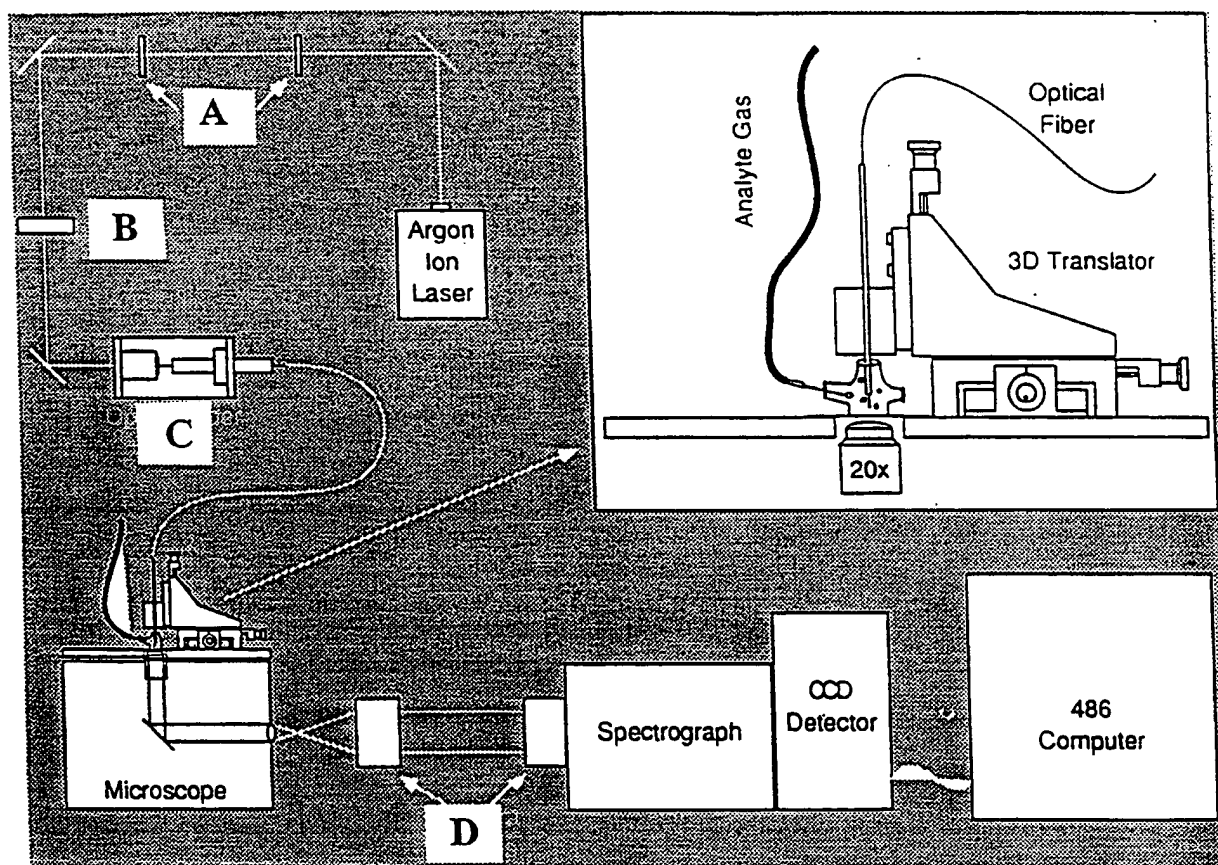 A
B
Argon
Ion
Laser
C
Analyte Gas
Optical
Fiber
3D Translator
20x
Microscope
D
Spectrograph
CCD
Detector
486
Computer